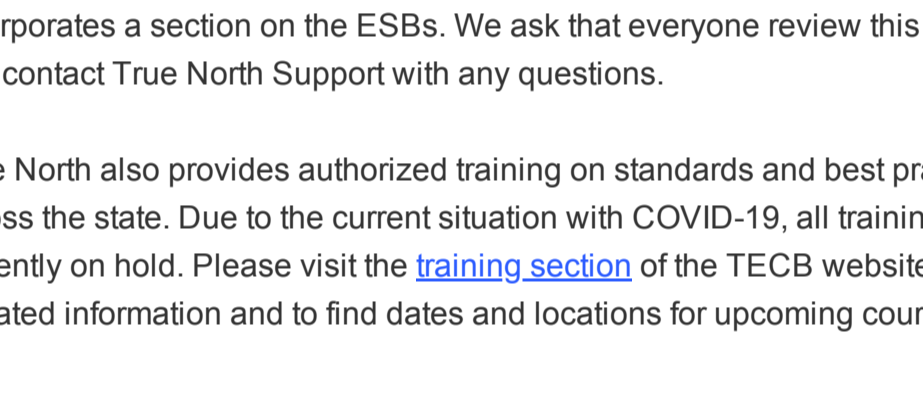 rporates a section on the ESBs. We ask that everyone review this
contact True North Support with any questions.
e North also provides authorized training on standards and best pra
oss the state. Due to the current situation with COVID-19, all trainin
ently on hold. Please visit the training section of the TECB website
ated information and to find dates and locations for upcoming cour